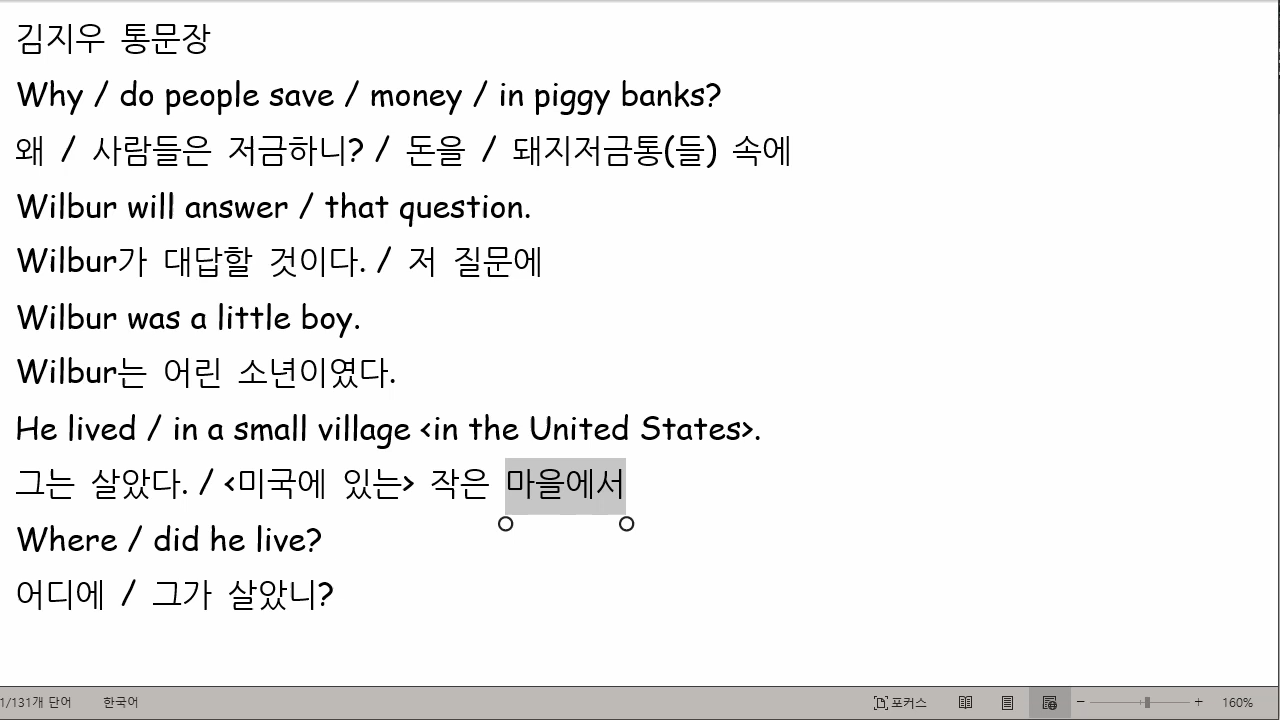 김지우 통문장
Why / do people save / money / in piggy banks?
왜 / 사람들은 저금하니? / 돈을 / 돼지저금통(들) 속에
Wilbur will answer / that question.
Wilbur가 대답할 것이다. / 저 질문에
Wilbur was a little boy.
Wilbur는 어린 소년이였다.
He lived / in a small village <in the United States>.
그는 살았다. / <미국에 있는> 작은 마을에서
Where / did he live?
어디에 / 그가 살았니?
1/131개 단어 한국어 포커스 160%